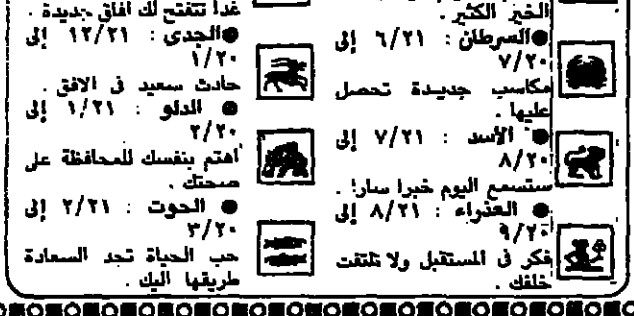 الخير الكثير .
● السرطان : ٦/٢١ إلى
٧/٢٠
مكاسب جديدة تحصل
عليها .
● الأسد : ٧/٢١ إلى
٨/٢٠
ستسمع اليوم خبرا سارا .
● العذراء : ٨/٢١ إلى
٩/٢٠
فكر فى المستقبل ولا تلتفت
خلفك .
غدا تتفتح لك آفاق جديدة .
● الجدى : ١٢/٢١ إلى
١/٢٠
حادث سعيد فى الافق .
● الدلو : ١/٢١ إلى
٢/٢٠
اهتم بنفسك للمحافظة على
صحتك .
● الحوت : ٢/٢١ إلى
٣/٢٠
حب الحياة تجد السعادة
طريقها اليك .